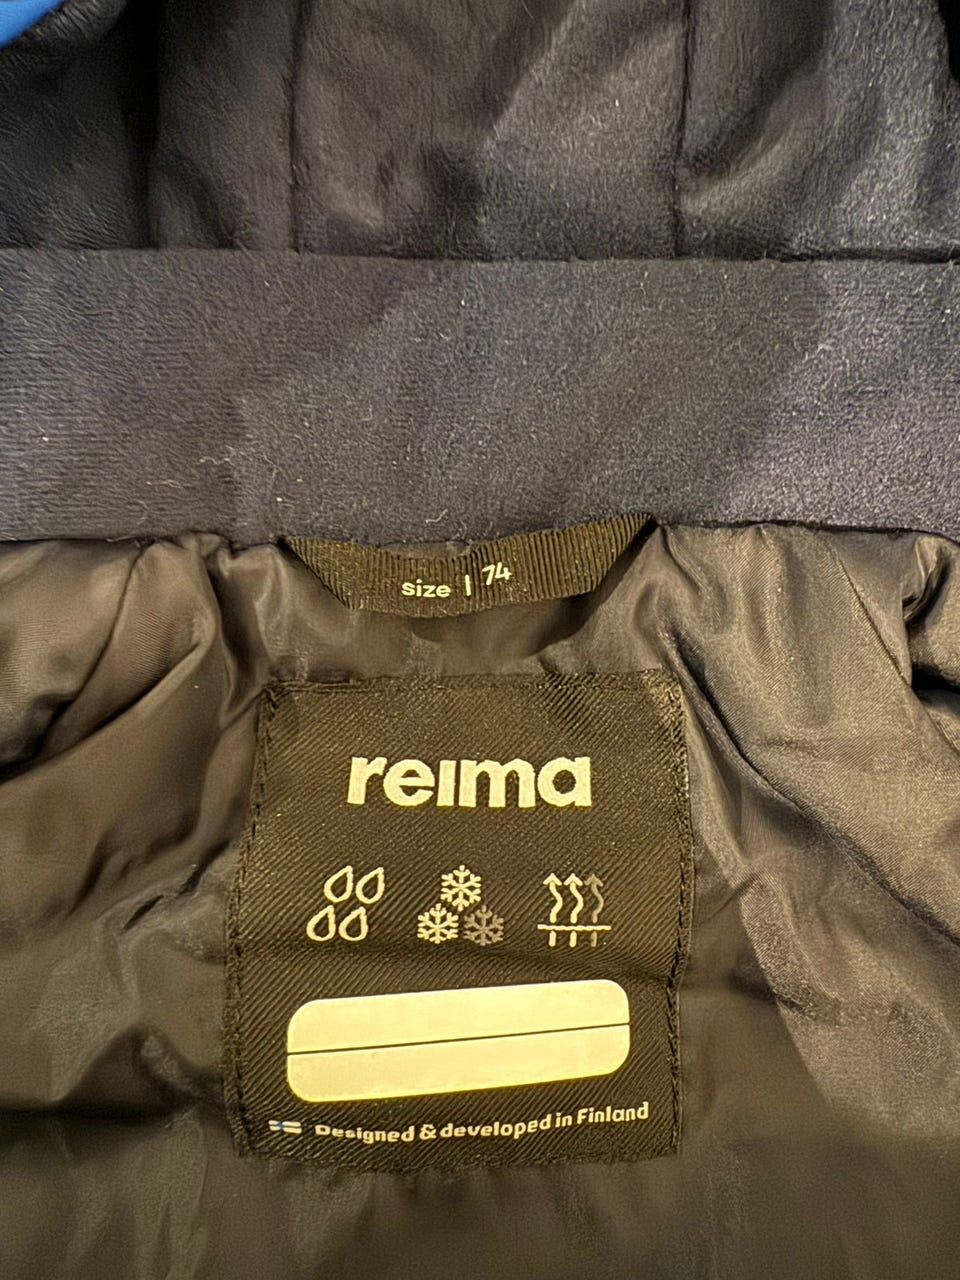 size | 74
reima
Designed & developed in Finland